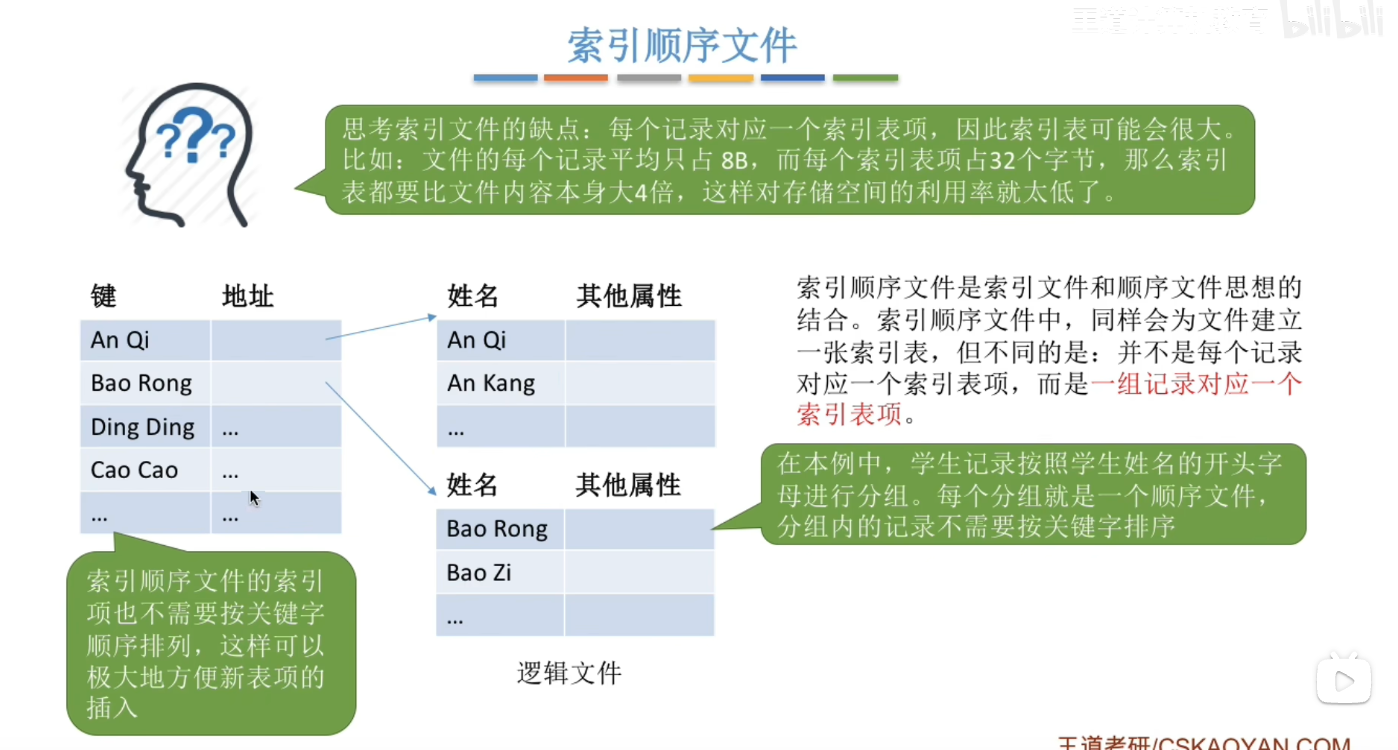 索引顺序文件
bilibili
???
思考索引文件的缺点：每个记录对应一个索引表项，因此索引表可能会很大。
比如：文件的每个记录平均只占 8B，而每个索引表项占32个字节，那么索引
表都要比文件内容本身大4倍，这样对存储空间的利用率就太低了。
键 地址
An Qi
Bao Rong
Ding Ding ...
Cao Cao ...
... ...
姓名 其他属性
An Qi
An Kang
...
姓名 其他属性
Bao Rong
Bao Zi
...
逻辑文件
索引顺序文件是索引文件和顺序文件思想的
结合。索引顺序文件中，同样会为文件建立
一张索引表，但不同的是：并不是每个记录
对应一个索引表项，而是一组记录对应一个
索引表项。
在本例中，学生记录按照学生姓名的开头字
母进行分组。每个分组就是一个顺序文件，
分组内的记录不需要按关键字排序
索引顺序文件的索引
项也不需要按关键字
顺序排列，这样可以
极大地方便新表项的
插入
王道考研/CSKAOYAN.COM